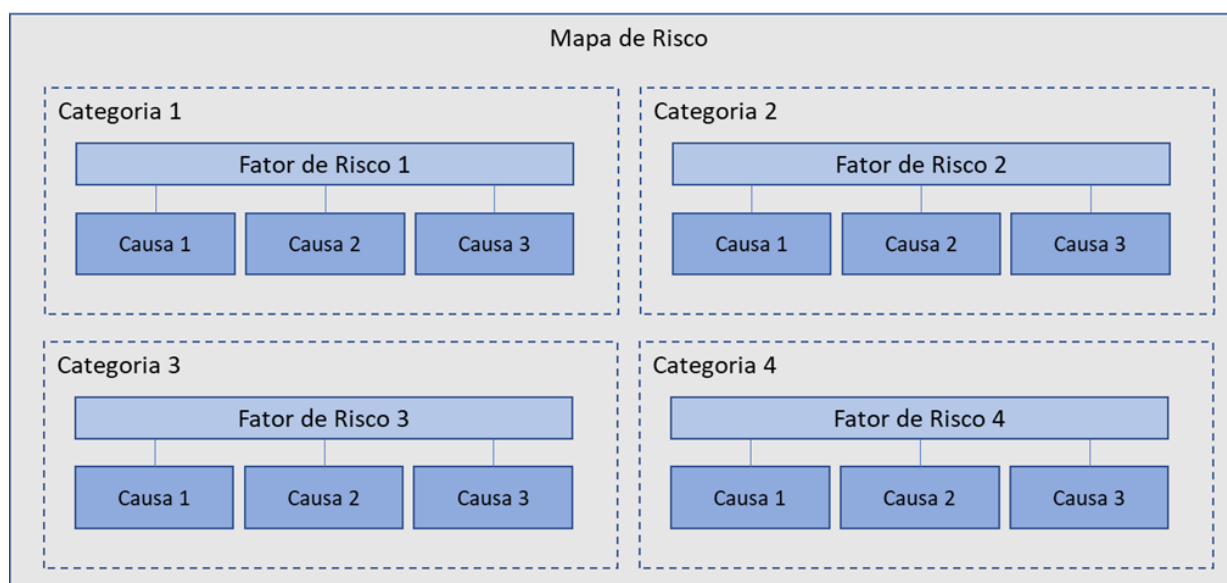 Mapa de Risco
Categoria 1
Fator de Risco 1
Causa 1
Causa 2
Causa 3
Categoria 2
Fator de Risco 2
Causa 1
Causa 2
Causa 3
Categoria 3
Fator de Risco 3
Causa 1
Causa 2
Causa 3
Categoria 4
Fator de Risco 4
Causa 1
Causa 2
Causa 3